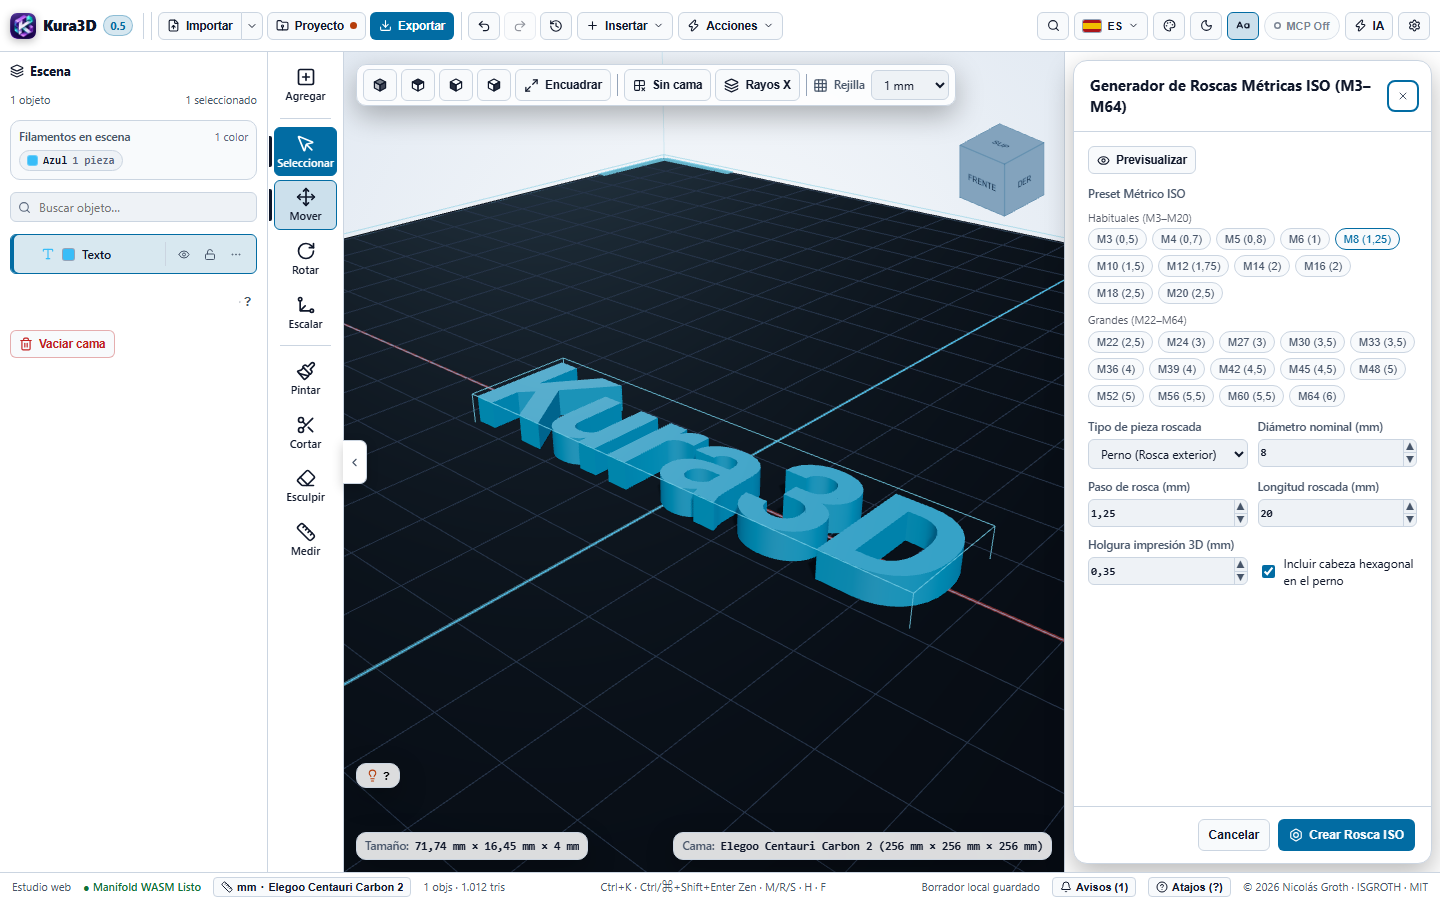 Kura3D 0.5 Importar Proyecto Exportar Insertar Acciones ES Aa MCP Off IA
Escena
1 objeto 1 seleccionado
Filamentos en escena 1 color
Azul 1 pieza
Buscar objeto...
T Texto
?
Vaciar cama
Agregar
Seleccionar
Mover
Rotar
Escalar
Pintar
Cortar
Esculpir
Medir
Encuadrar Sin cama Rayos X Rejilla 1 mm
SUP
FRENTE DER
Kura3D
?
Tamaño: 71,74 mm × 16,45 mm × 4 mm
Cama: Elegoo Centauri Carbon 2 (256 mm × 256 mm × 256 mm)
Generador de Roscas Métricas ISO (M3–
M64)
Previsualizar
Preset Métrico ISO
Habituales (M3–M20)
M3 (0,5) M4 (0,7) M5 (0,8) M6 (1) M8 (1,25)
M10 (1,5) M12 (1,75) M14 (2) M16 (2)
M18 (2,5) M20 (2,5)
Grandes (M22–M64)
M22 (2,5) M24 (3) M27 (3) M30 (3,5) M33 (3,5)
M36 (4) M39 (4) M42 (4,5) M45 (4,5) M48 (5)
M52 (5) M56 (5,5) M60 (5,5) M64 (6)
Tipo de pieza roscada Diámetro nominal (mm)
Perno (Rosca exterior) 8
Paso de rosca (mm) Longitud roscada (mm)
1,25 20
Holgura impresión 3D (mm)
0,35 Incluir cabeza hexagonal
en el perno
Cancelar Crear Rosca ISO
Estudio web Manifold WASM Listo mm · Elegoo Centauri Carbon 2 1 objs · 1.012 tris Ctrl+K · Ctrl/⌘+Shift+Enter Zen · M/R/S · H · F Borrador local guardado Avisos (1) Atajos (?) © 2026 Nicolás Groth · ISGROTH · MIT